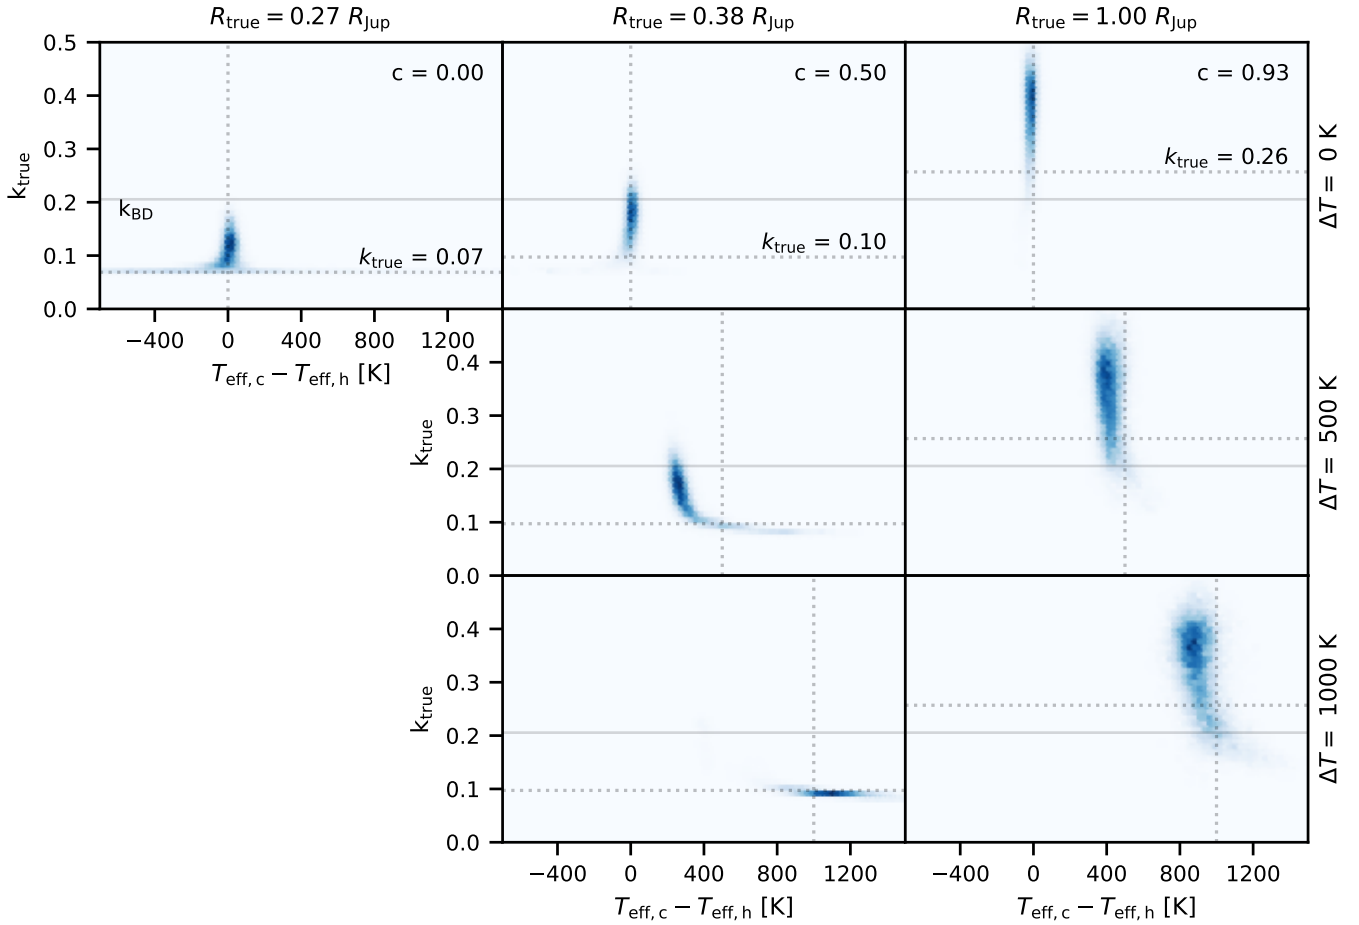 R_true = 0.27 R_Jup
R_true = 0.38 R_Jup
R_true = 1.00 R_Jup
0.5
0.4
0.3
0.2
0.1
0.0
k_true
c = 0.00
k_BD
k_true = 0.07
−400 0 400 800 1200
T_eff, c − T_eff, h [K]
c = 0.50
k_true = 0.10
c = 0.93
k_true = 0.26
ΔT = 0 K
0.4
0.3
0.2
0.1
0.0
k_true
ΔT = 500 K
0.4
0.3
0.2
0.1
0.0
k_true
ΔT = 1000 K
−400 0 400 800 1200
T_eff, c − T_eff, h [K]
−400 0 400 800 1200
T_eff, c − T_eff, h [K]